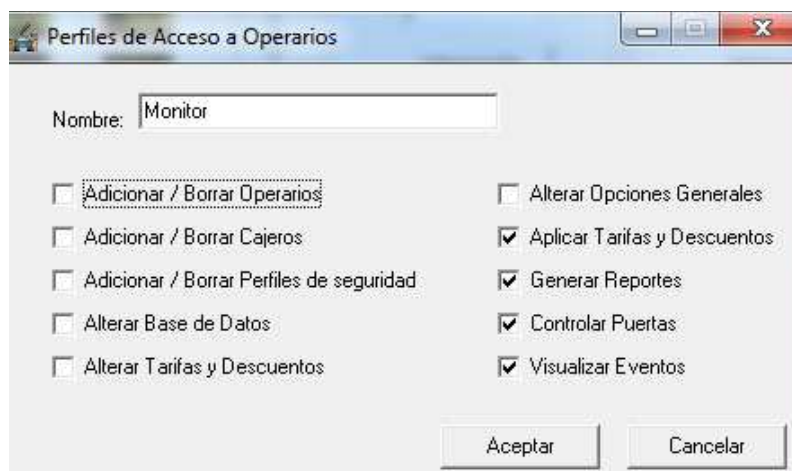 Perfiles de Acceso a Operarios
Nombre: Monitor
Adicionar / Borrar Operarios
Adicionar / Borrar Cajeros
Adicionar / Borrar Perfiles de seguridad
Alterar Base de Datos
Alterar Tarifas y Descuentos
Alterar Opciones Generales
Aplicar Tarifas y Descuentos
Generar Reportes
Controlar Puertas
Visualizar Eventos
Aceptar
Cancelar